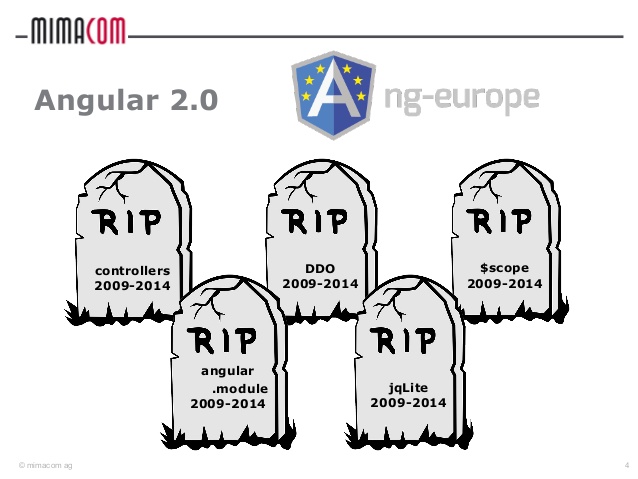 mimacom
Angular 2.0
A ng-europe
RIP
controllers
2009-2014
RIP
DDO
2009-2014
RIP
$scope
2009-2014
RIP
angular
.module
2009-2014
RIP
jqLite
2009-2014
© mimacom ag
4